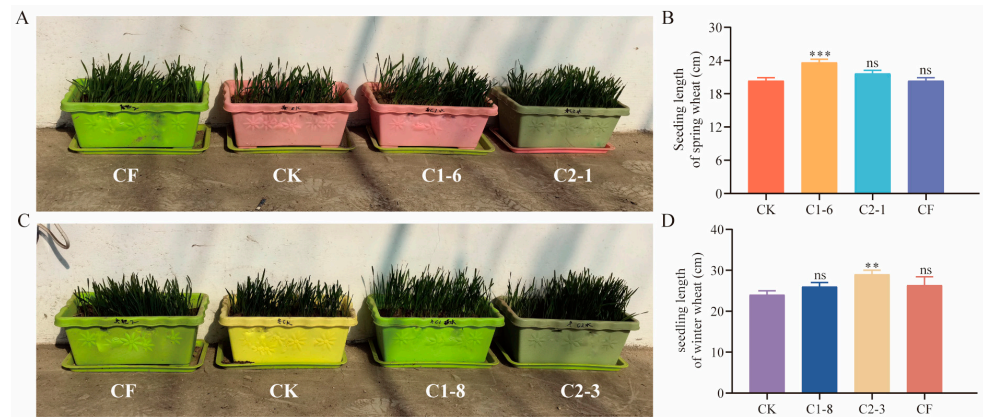 A
CF
CK
C1-6
C2-1
B
Seeding length
of spring wheat (cm)
30
24
18
12
6
0
***
ns
ns
CK
C1-6
C2-1
CF
C
CF
CK
C1-8
C2-3
D
seedling length
of winter wheat (cm)
40
30
20
10
0
ns
**
ns
CK
C1-8
C2-3
CF